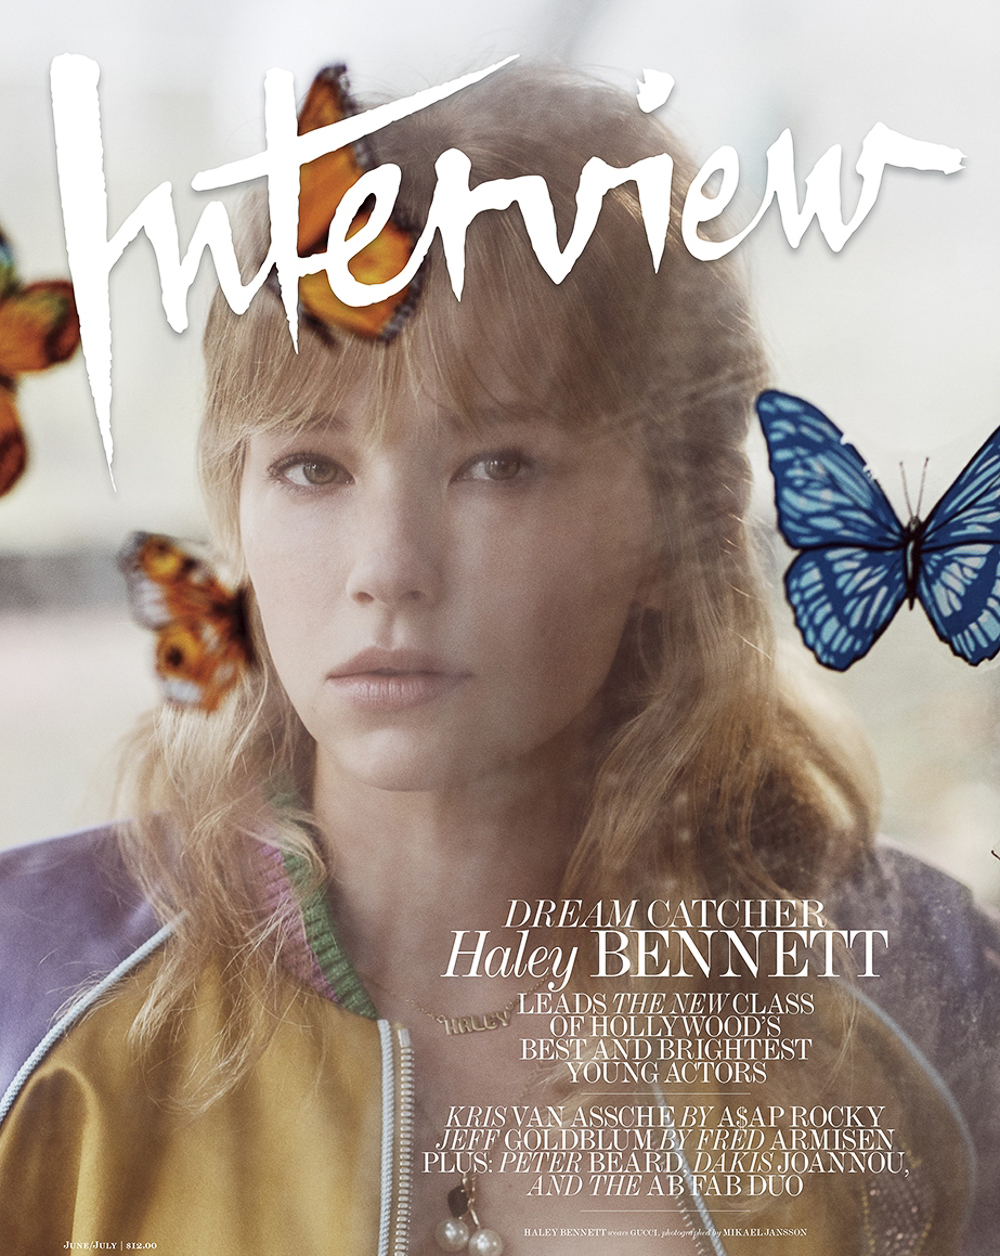 Interview
DREAM CATCHER
Haley BENNETT
LEADS THE NEW CLASS
OF HOLLYWOOD'S
BEST AND BRIGHTEST
YOUNG ACTORS
HALEY
KRIS VAN ASSCHE BY A$AP ROCKY
JEFF GOLDBLUM BY FRED ARMISEN
PLUS: PETER BEARD, DAKIS JOANNOU,
AND THE AB FAB DUO
HALEY BENNETT wears GUCCI. photographed by MIKAEL JANSSON
JUNE/JULY | $12.00